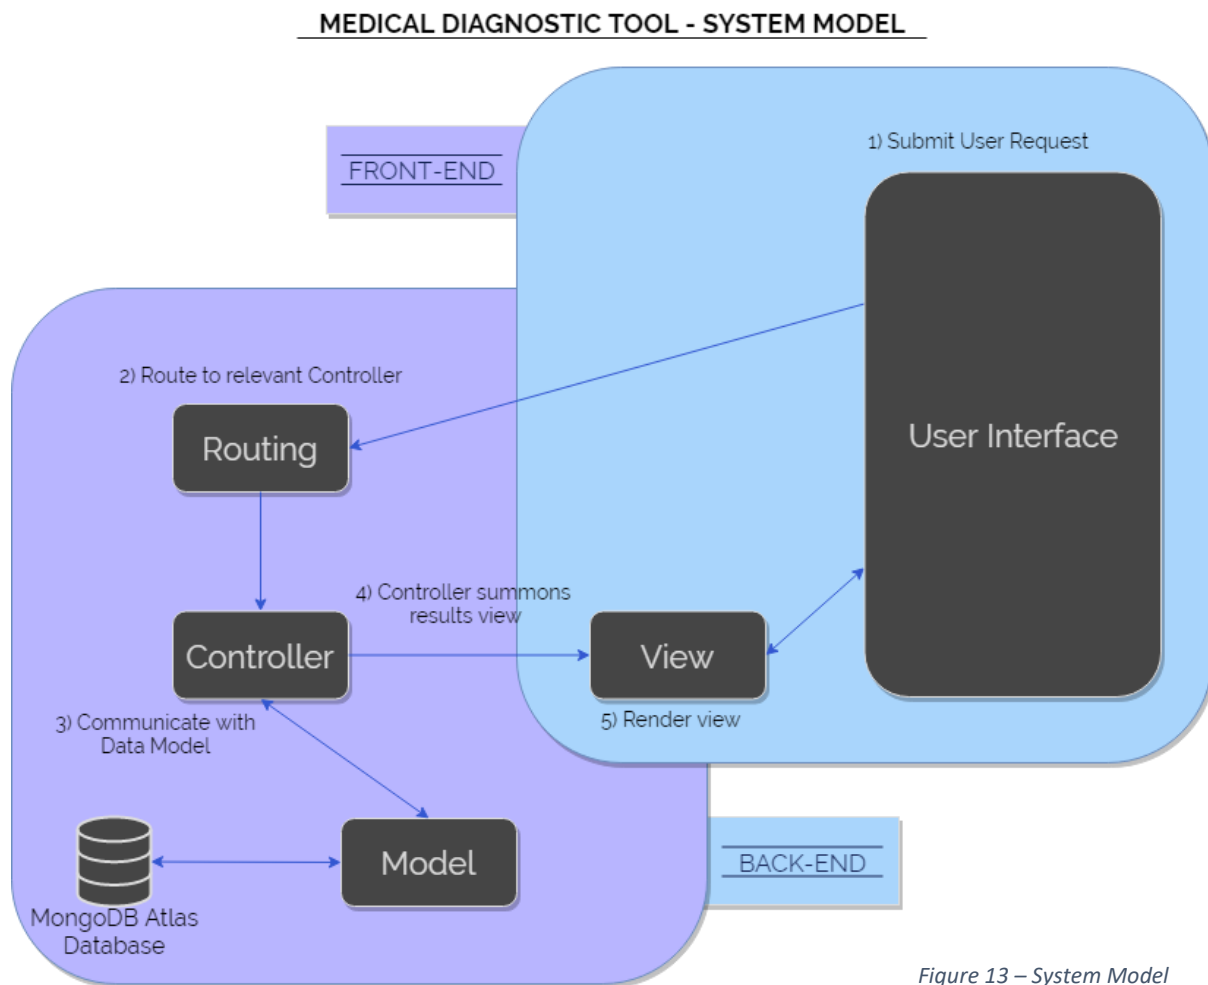 MEDICAL DIAGNOSTIC TOOL - SYSTEM MODEL
FRONT-END
1) Submit User Request
User Interface
2) Route to relevant Controller
Routing
4) Controller summons
results view
Controller
View
3) Communicate with
Data Model
5) Render view
Model
MongoDB Atlas
Database
BACK-END
Figure 13 – System Model